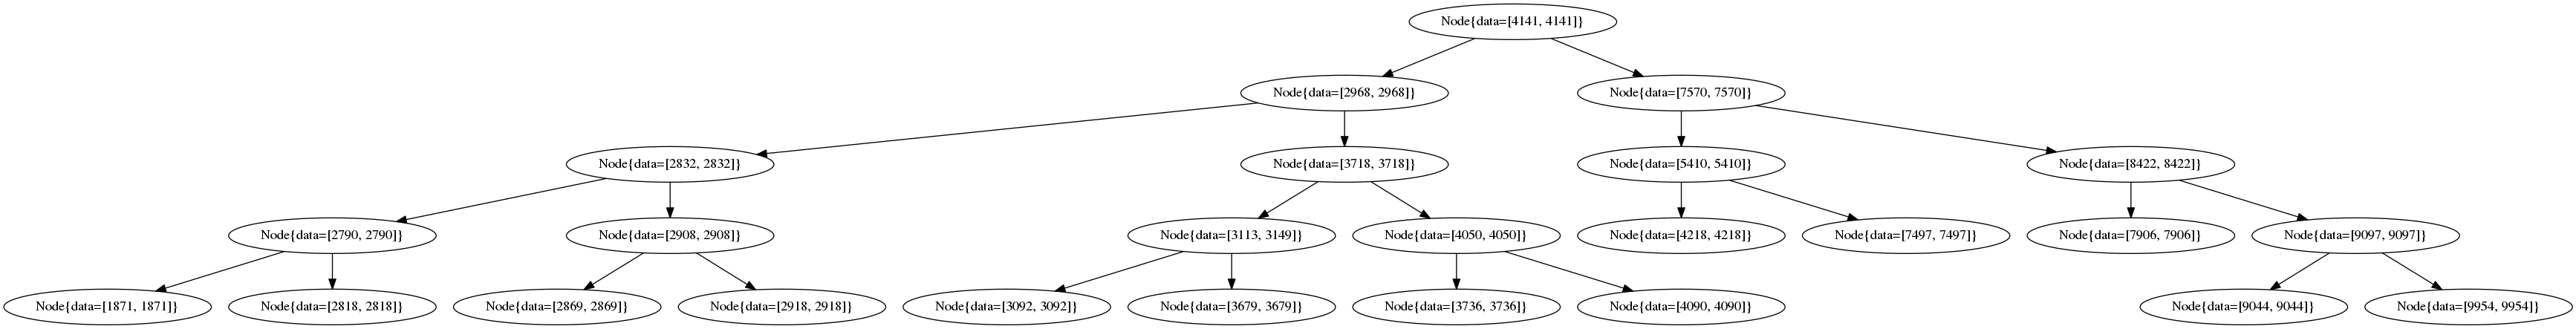 Node{data=[4141, 4141]}
Node{data=[2968, 2968]}
Node{data=[7570, 7570]}
Node{data=[2832, 2832]}
Node{data=[3718, 3718]}
Node{data=[5410, 5410]}
Node{data=[8422, 8422]}
Node{data=[2790, 2790]}
Node{data=[2908, 2908]}
Node{data=[3113, 3149]}
Node{data=[4050, 4050]}
Node{data=[4218, 4218]}
Node{data=[7497, 7497]}
Node{data=[7906, 7906]}
Node{data=[9097, 9097]}
Node{data=[1871, 1871]}
Node{data=[2818, 2818]}
Node{data=[2869, 2869]}
Node{data=[2918, 2918]}
Node{data=[3092, 3092]}
Node{data=[3679, 3679]}
Node{data=[3736, 3736]}
Node{data=[4090, 4090]}
Node{data=[9044, 9044]}
Node{data=[9954, 9954]}